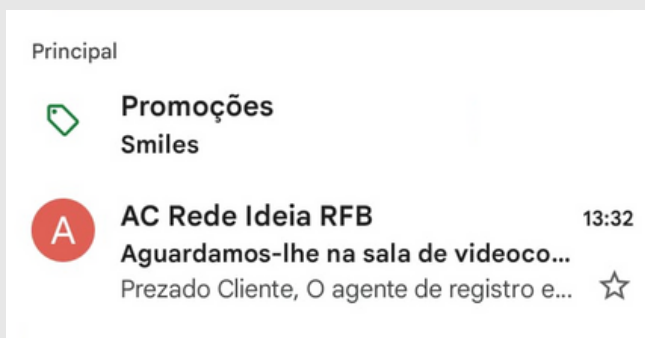 Principal
Promoções
Smiles
AC Rede Ideia RFB 13:32
A
Aguardamos-lhe na sala de videoco...
Prezado Cliente, O agente de registro e...